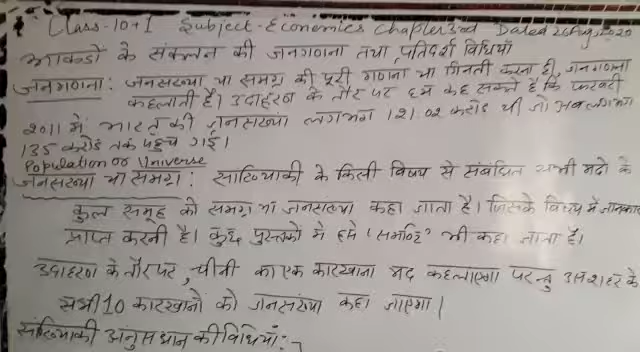 Class-10+1 Subject-Economics Chapter 3rd Dated 26 Aug, 2020
आकडों के संकलन की जनगणना तथा प्रतिदर्श विधियाँ
जनगणना: जनसंख्या या समग्र की पूरी गणना या गिनती करना ही जनगणना
कहलाती है। उदाहरण के तौर पर हम कह सकते हैं कि फरवरी
2011 में भारत की जनसंख्या लगभग 121.02 करोड थी जो अब लगभग
135 करोड तक पहुंच गई।
Population or Universe
जनसंख्या या समग्र: सांख्यिकी के किसी विषय से संबंधित सभी मदो के
कुल समूह को समग्र या जनसंख्या कहा जाता है। जिसके विषय में जानकारी
प्राप्त करनी है। कुछ पुस्तकों में इसे 'समष्टि' भी कहा जाता है।
उदाहरण के तौर पर, चीनी का एक कारखाना मद कहलाएगा परन्तु उस शहर के
सभी 10 कारखानों को जनसंख्या कहा जाएगा।
सांख्यिकी अनुसंधान की विधियाँ:-